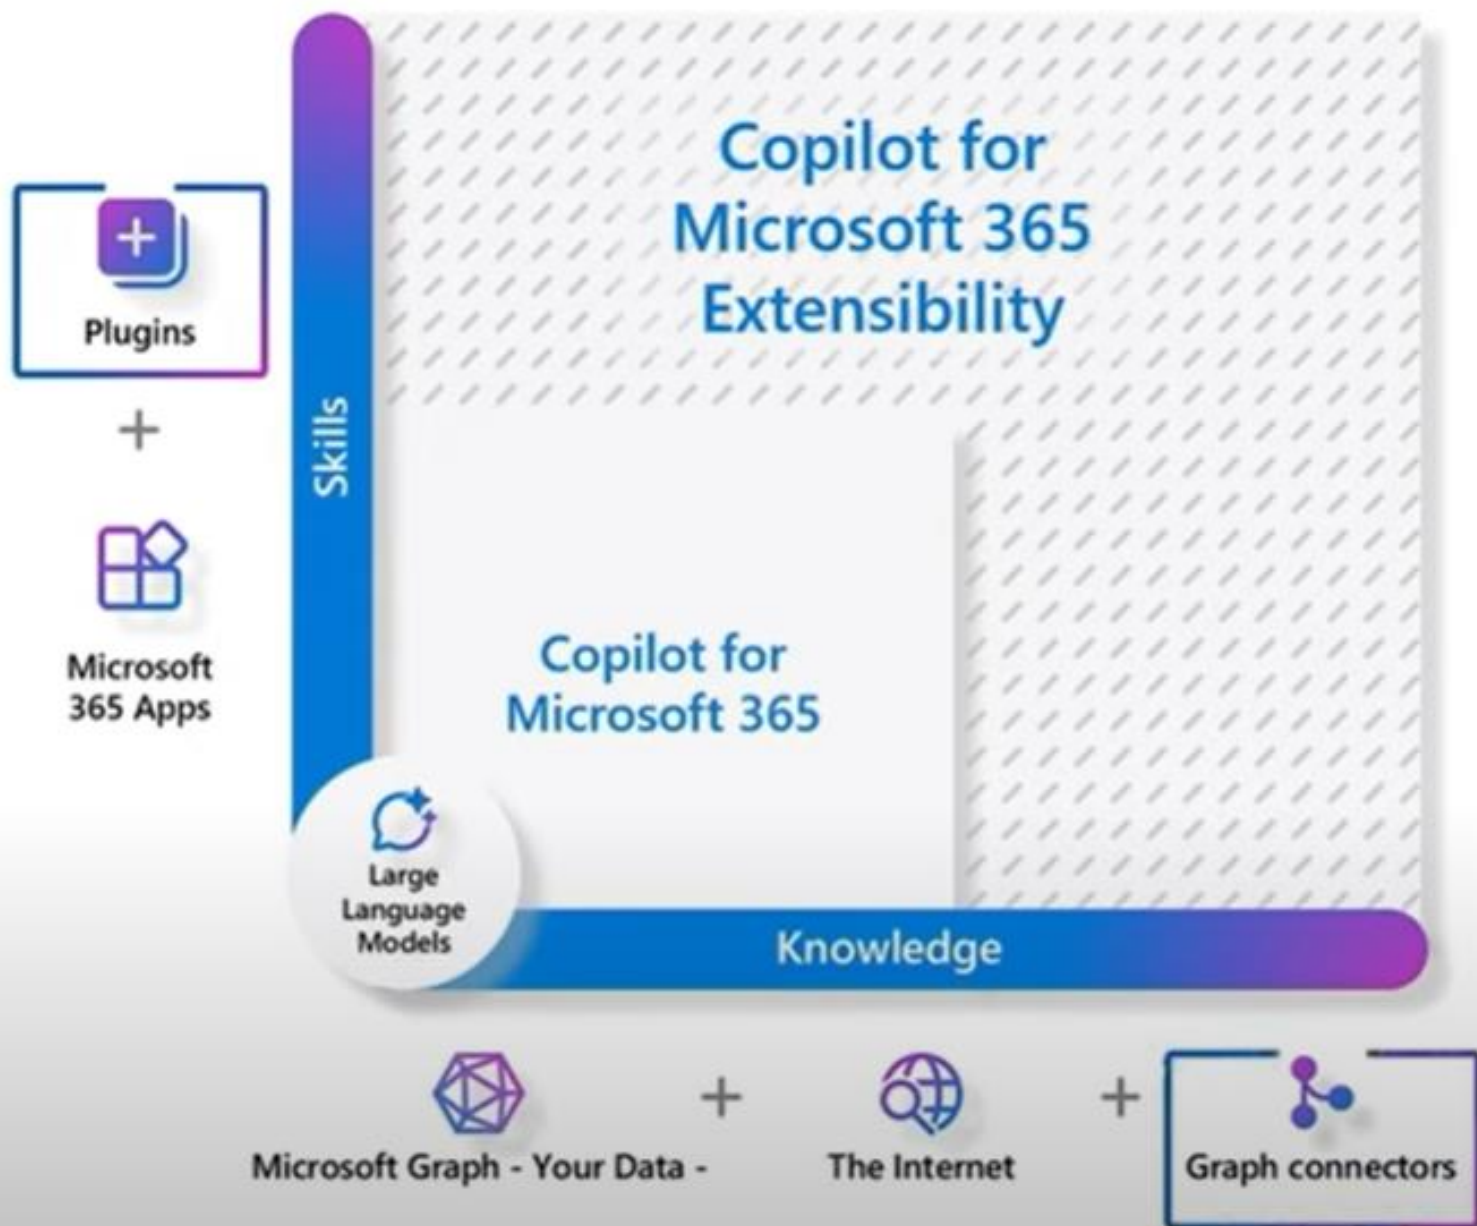 Copilot for
Microsoft 365
Extensibility
Plugins
+
Skills
Microsoft
365 Apps
Copilot for
Microsoft 365
Large
Language
Models
Knowledge
+
+
Microsoft Graph - Your Data -
The Internet
Graph connectors